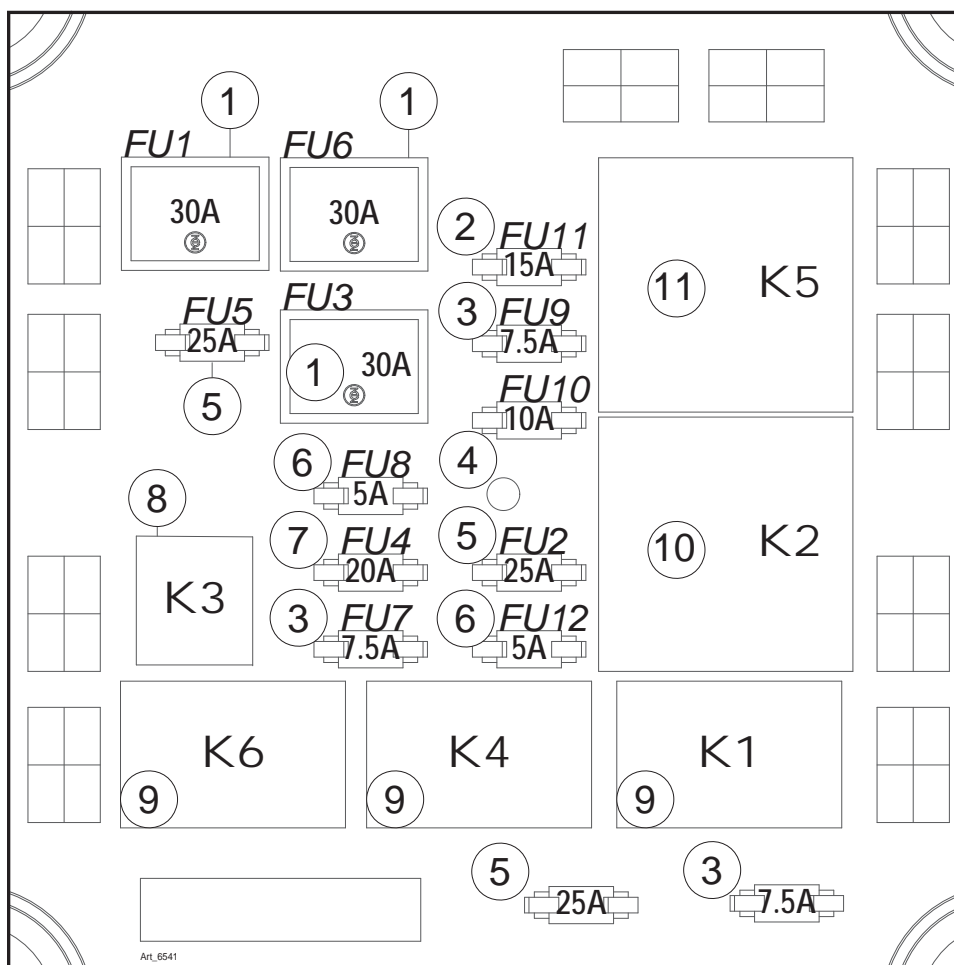 1 1
FU1 FU6
30A 30A
2 FU11
15A
11 K5
FU5 FU3 3 FU9
25A 1 30A 7.5A
5 FU10
10A
6 FU8 4
5A
8
7 FU4 5 FU2 10 K2
20A 25A
K3
3 FU7 6 FU12
7.5A 5A
K6 K4 K1
9 9 9
5 25A 3 7.5A
Art_6541